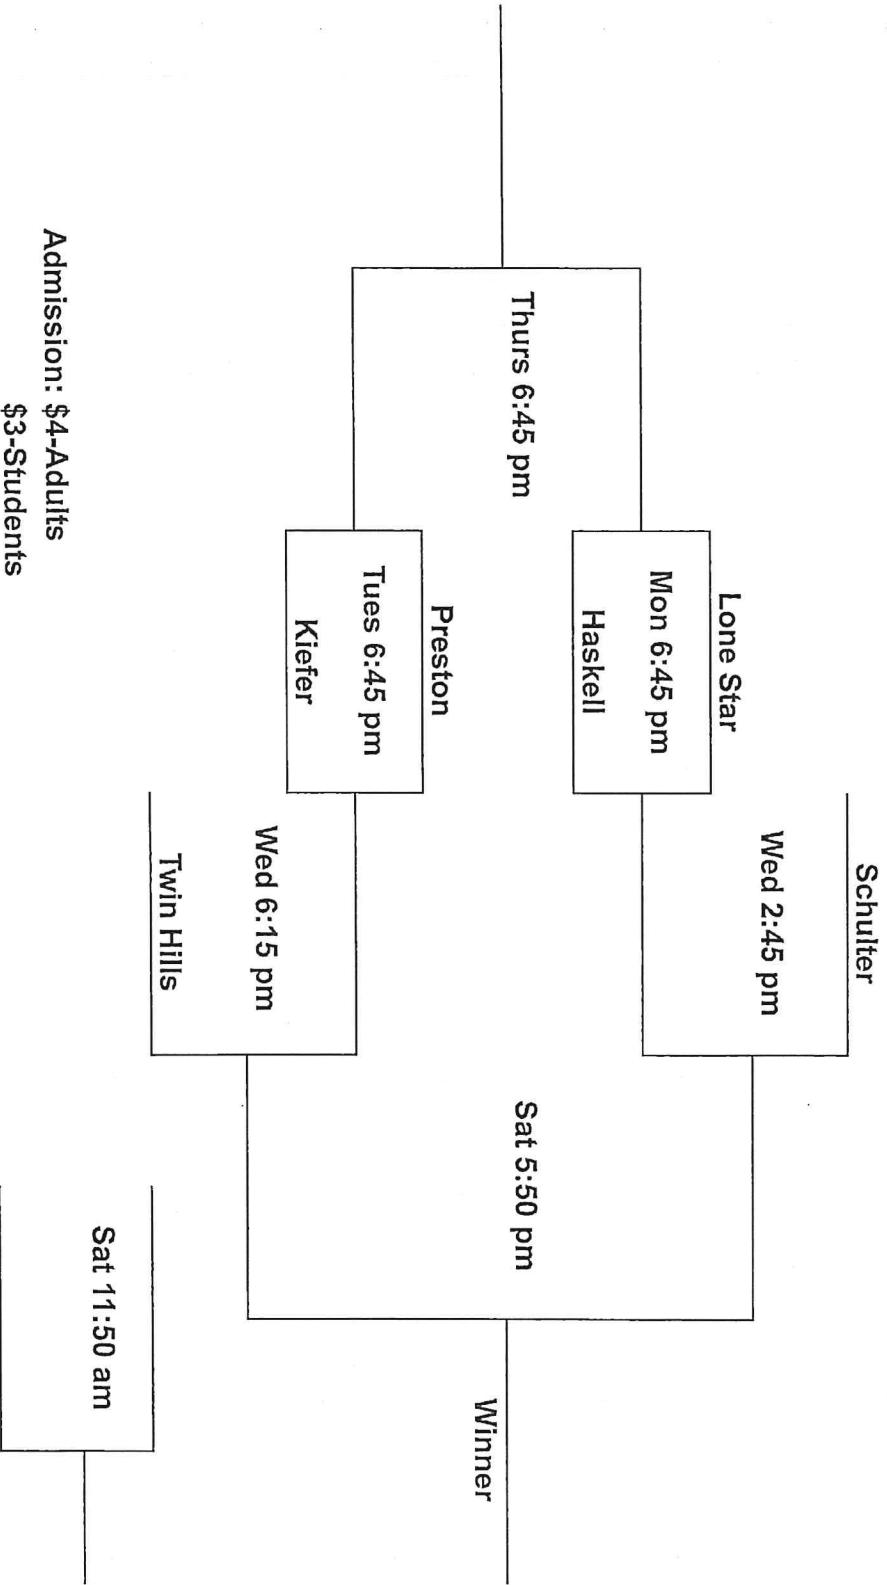 Schulter
Lone Star
Wed 2:45 pm
Mon 6:45 pm
Haskell
Thurs 6:45 pm
Sat 5:50 pm
Winner
Preston
Tues 6:45 pm
Kiefer
Wed 6:15 pm
Twin Hills
Sat 11:50 am
Admission: $4-Adults
$3-Students